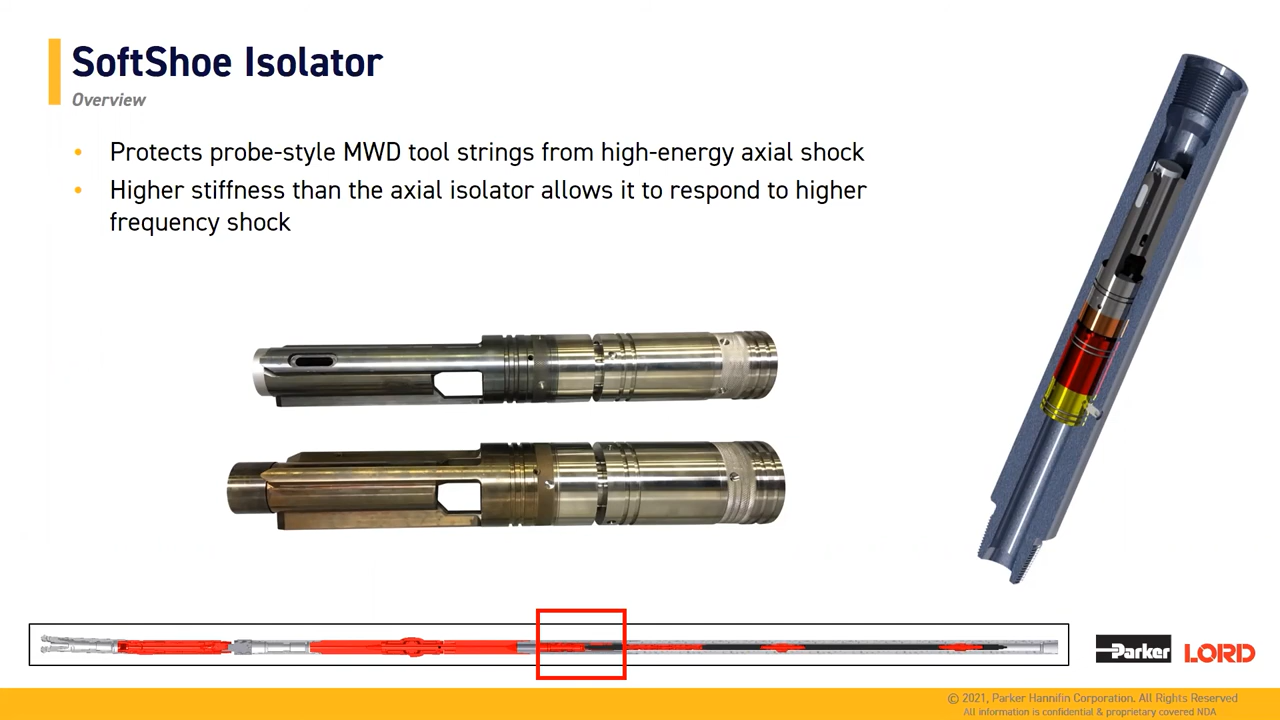 SoftShoe Isolator
Overview
• Protects probe-style MWD tool strings from high-energy axial shock
• Higher stiffness than the axial isolator allows it to respond to higher
frequency shock
Parker LORD
© 2021, Parker Hannifin Corporation. All Rights Reserved
All information is confidential & proprietary covered NDA